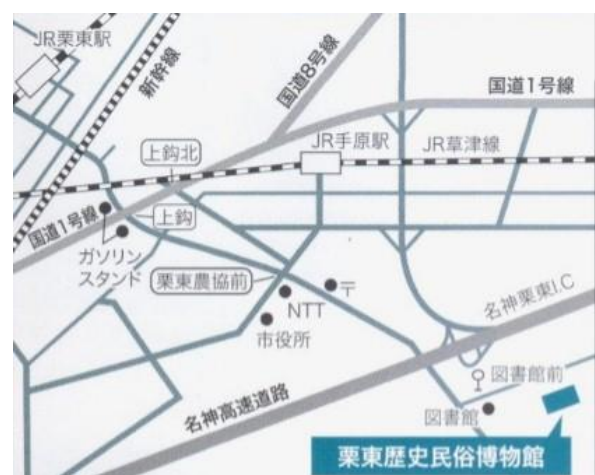 JR栗東駅
新幹線
国道8号線
国道1号線
JR手原駅
JR草津線
上鈎北
上鈎
国道1号線
ガソリン
スタンド
栗東農協前
〒
NTT
市役所
名神栗東I.C
名神高速道路
図書館前
図書館
栗東歴史民俗博物館